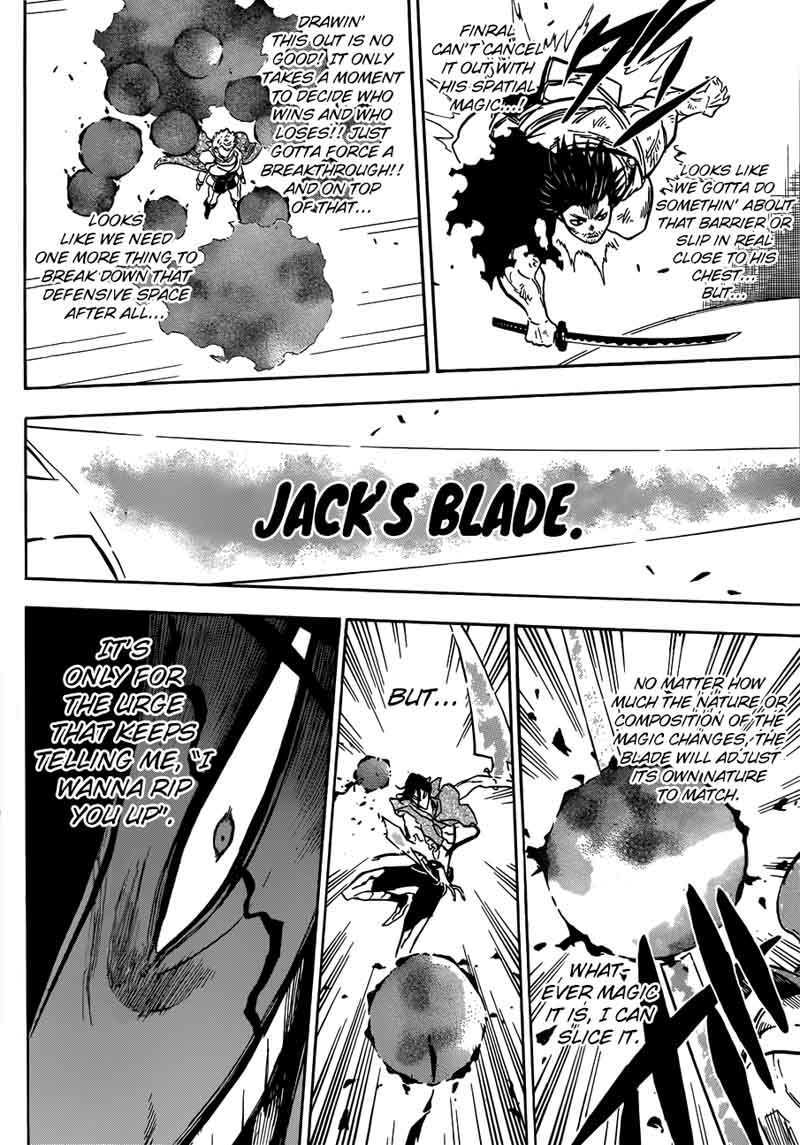 FINRAL
CAN'T CANCEL
IT OUT WITH
HIS SPATIAL
MAGIC...!
LOOKS LIKE
WE GOTTA DO
SOMETHIN' ABOUT
THAT BARRIER OR
SLIP IN REAL
CLOSE TO HIS
CHEST...
BUT...
DRAWIN'
THIS OUT IS NO
GOOD! IT ONLY
TAKES A MOMENT
TO DECIDE WHO
WINS AND WHO
LOSES!! JUST
GOTTA FORCE A
BREAKTHROUGH!!
AND ON TOP
OF THAT...
LOOKS
LIKE WE NEED
ONE MORE THING TO
BREAK DOWN THAT
DEFENSIVE SPACE
AFTER ALL...
JACK'S BLADE.
NO MATTER HOW
MUCH THE NATURE OR
COMPOSITION OF THE
MAGIC CHANGES, THE
BLADE WILL ADJUST
ITS OWN NATURE
TO MATCH.
WHAT-
EVER MAGIC
IT IS, I CAN
SLICE IT.
BUT...
IT'S
ONLY FOR
THE URGE
THAT KEEPS
TELLING ME, "I
WANNA RIP
YOU UP".